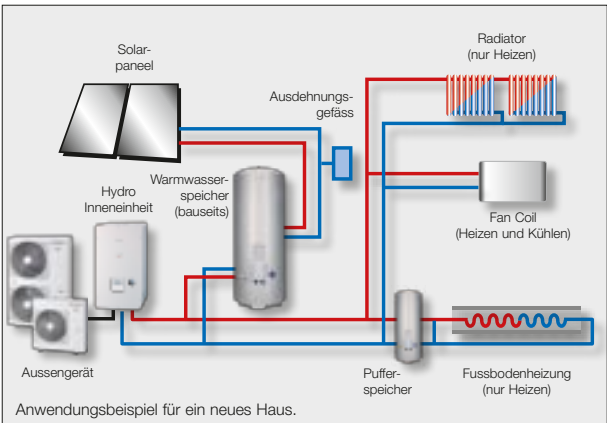 Solar-
paneel
Radiator
(nur Heizen)
Ausdehnungs-
gefäss
Warmwasser-
speicher
(bauseits)
Hydro
Inneneinheit
Fan Coil
(Heizen und Kühlen)
Aussengerät
Puffer-
speicher
Fussbodenheizung
(nur Heizen)
Anwendungsbeispiel für ein neues Haus.